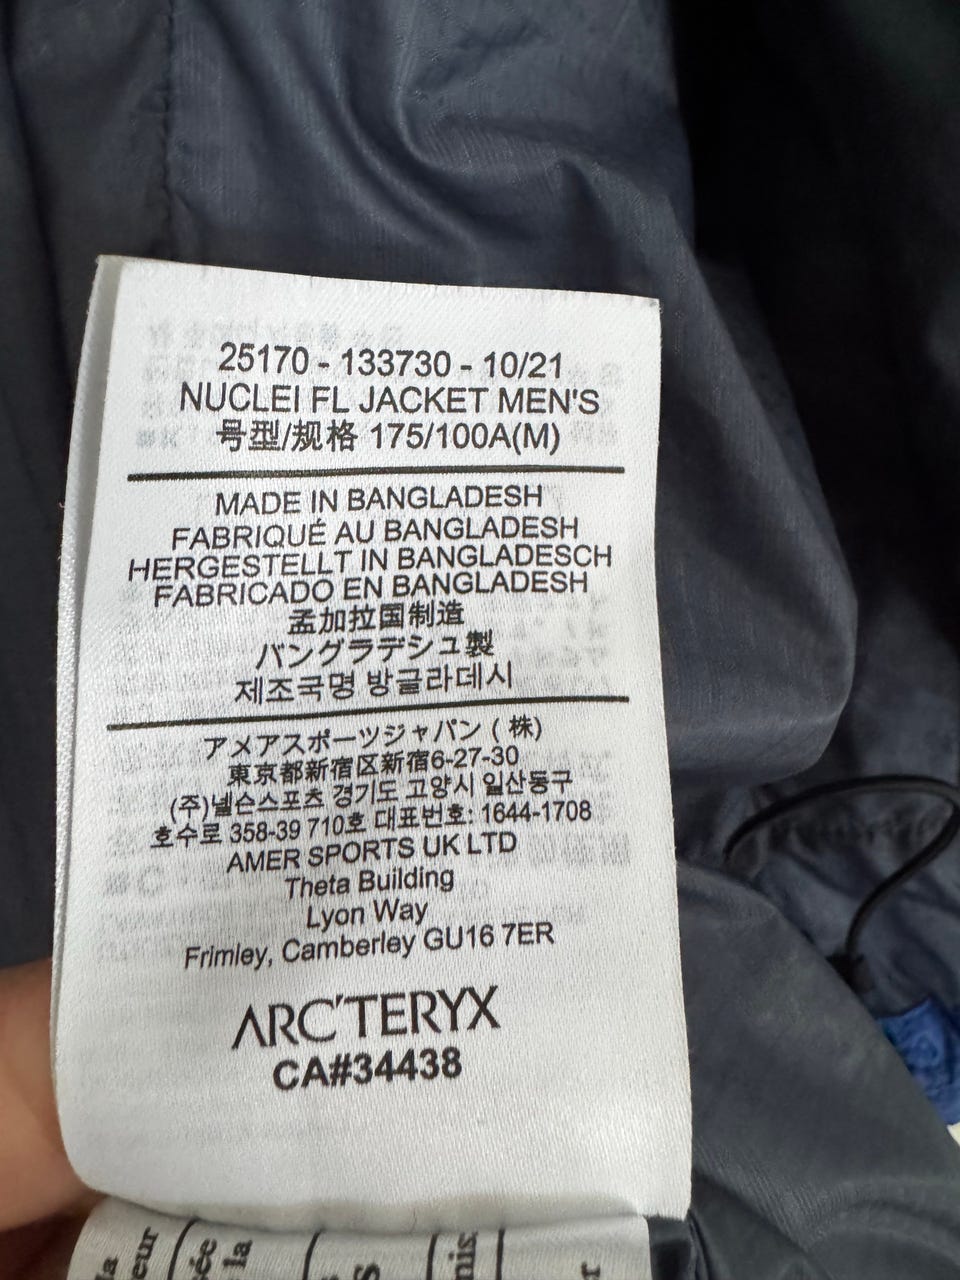 25170 - 133730 - 10/21
NUCLEI FL JACKET MEN'S
号型/规格 175/100A(M)
MADE IN BANGLADESH
FABRIQUÉ AU BANGLADESH
HERGESTELLT IN BANGLADESCH
FABRICADO EN BANGLADESH
孟加拉国制造
バングラデシュ製
제조국명 방글라데시
アメアスポーツジャパン ( 株)
東京都新宿区新宿6-27-30
(주)넬슨스포츠 경기도 고양시 일산동구
호수로 358-39 710호 대표번호: 1644-1708
AMER SPORTS UK LTD
Theta Building
Lyon Way
Frimley, Camberley GU16 7ER
ARC'TERYX
CA#34438
la
eur
ée
la